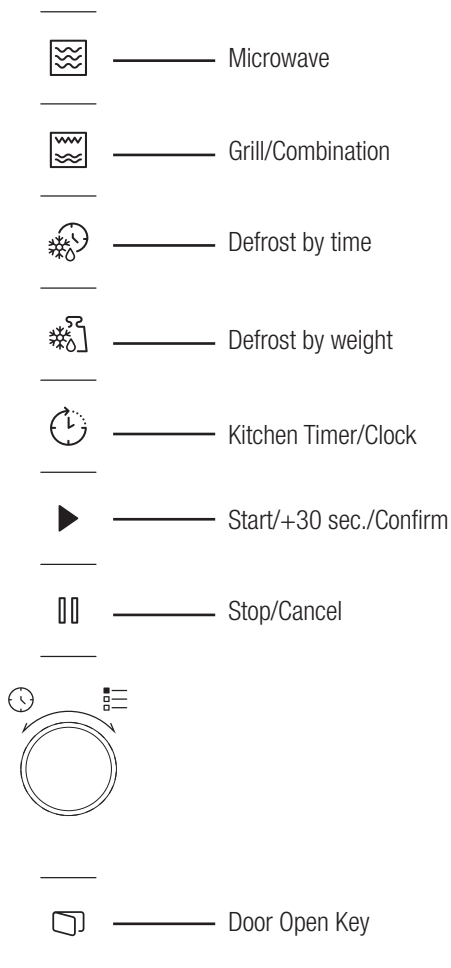 Microwave
Grill/Combination
Defrost by time
Defrost by weight
Kitchen Timer/Clock
Start/+30 sec./Confirm
Stop/Cancel
Door Open Key